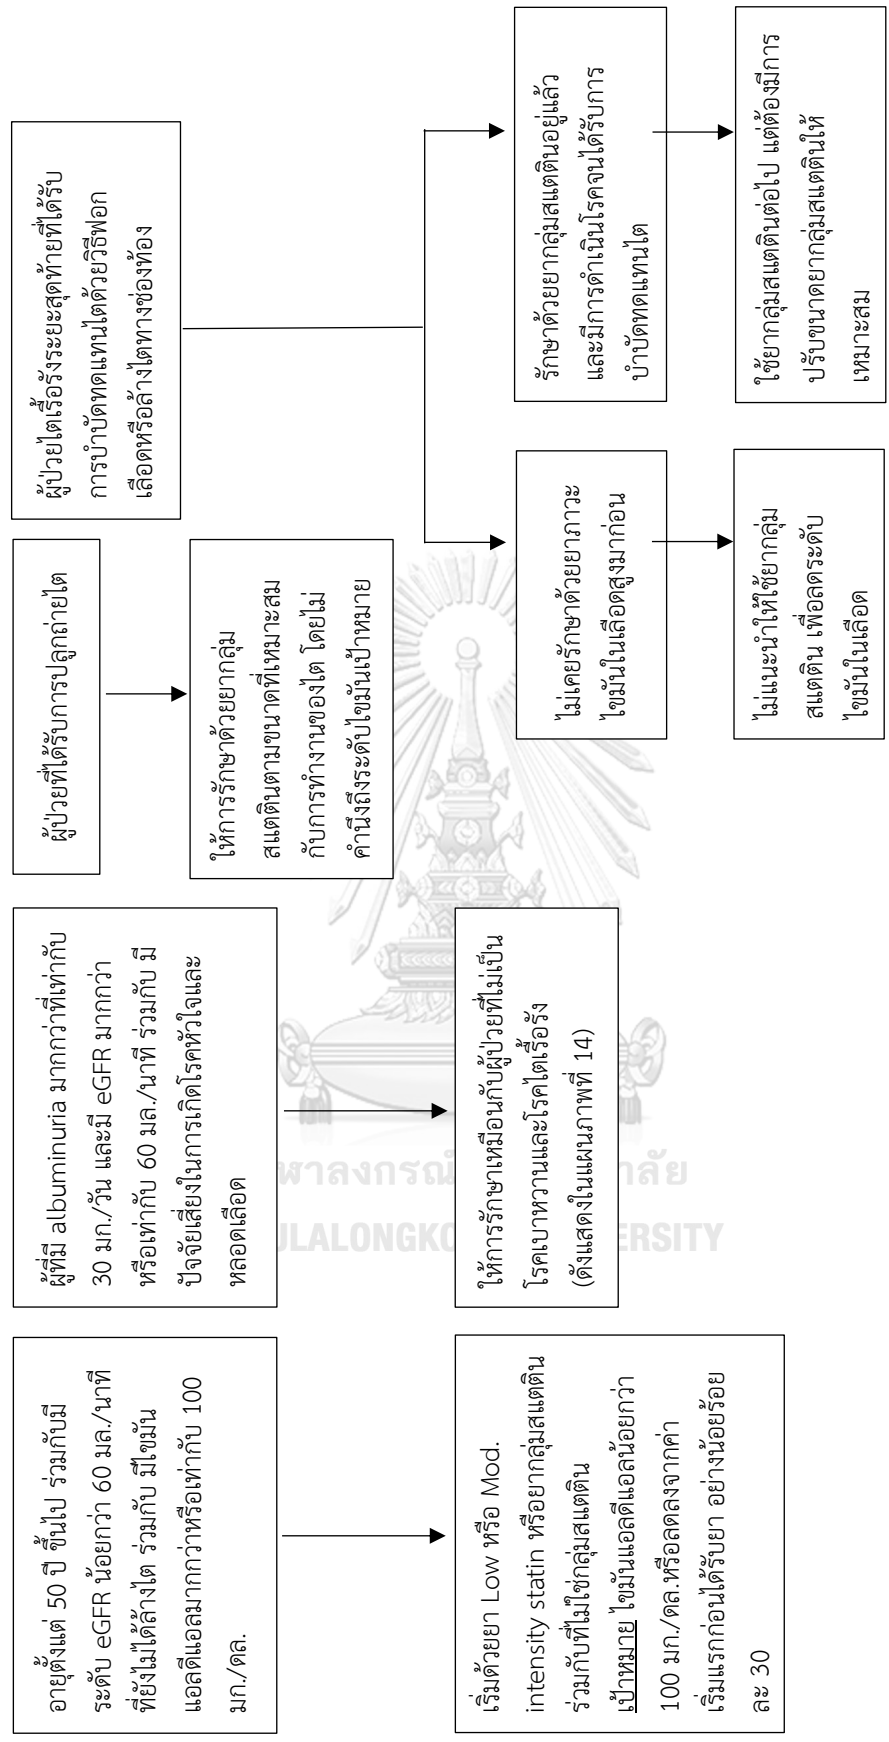 อายุตั้งแต่ 50 ปี ขึ้นไป ร่วมกับมี
ระดับ eGFR น้อยกว่า 60 มล./นาที
ที่ยังไม่ได้ล้างไต ร่วมกับ มีไขมัน
แอลดีแอลมากกว่าหรือเท่ากับ 100
มก./ดล.
เริ่มด้วยยา Low หรือ Mod.
intensity statin หรือยากลุ่มสแตติน
ร่วมกับที่ไม่ใช่กลุ่มสแตติน
เป้าหมาย ไขมันแอลดีแอลน้อยกว่า
100 มก./ดล.หรือลดลงจากค่า
เริ่มแรกก่อนได้รับยา อย่างน้อยร้อย
ละ 30
ผู้ที่มี albuminuria มากกว่าที่เท่ากับ
30 มก./วัน และมี eGFR มากกว่า
หรือเท่ากับ 60 มล./นาที ร่วมกับ มี
ปัจจัยเสี่ยงในการเกิดโรคหัวใจและ
หลอดเลือด
ให้การรักษาเหมือนกับผู้ป่วยที่ไม่เป็น
โรคเบาหวานและโรคไตเรื้อรัง
(ดังแสดงในแผนภาพที่ 14)
ผู้ป่วยที่ได้รับการปลูกถ่ายไต
ให้การรักษาด้วยยากลุ่ม
สแตตินตามขนาดที่เหมาะสม
กับการทำงานของไต โดยไม่
คำนึงถึงระดับไขมันเป้าหมาย
ผู้ป่วยไตเรื้อรังระยะสุดท้ายที่ได้รับ
การบำบัดทดแทนไตด้วยวิธีฟอก
เลือดหรือล้างไตทางช่องท้อง
ไม่เคยรักษาด้วยยาภาวะ
ไขมันในเลือดสูงมาก่อน
ไม่แนะนำให้ใช้ยากลุ่ม
สแตติน เพื่อลดระดับ
ไขมันในเลือด
รักษาด้วยยากลุ่มสแตตินอยู่แล้ว
และมีการดำเนินโรคจนได้รับการ
บำบัดทดแทนไต
ใช้ยากลุ่มสแตตินต่อไป แต่ต้องมีการ
ปรับขนาดยากลุ่มสแตตินให้
เหมาะสม